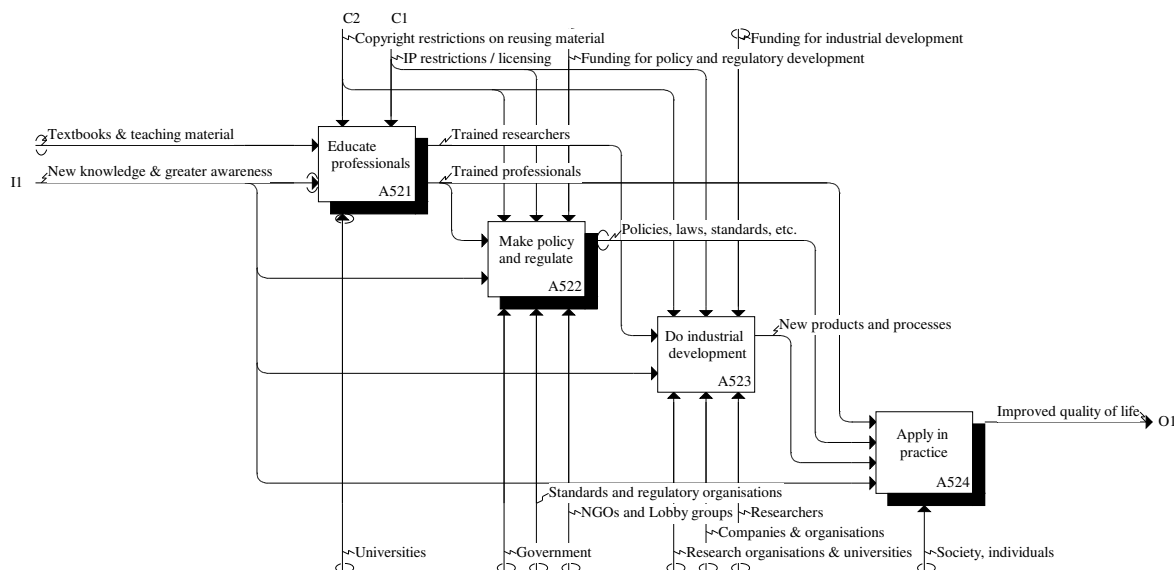 C2 C1
Copyright restrictions on reusing material
Funding for industrial development
IP restrictions / licensing
Funding for policy and regulatory development
Textbooks & teaching material
Trained researchers
Educate
professionals
A521
I1
New knowledge & greater awareness
Trained professionals
Make policy
and regulate
A522
Policies, laws, standards, etc.
Do industrial
development
A523
New products and processes
Improved quality of life
O1
Apply in
practice
A524
Standards and regulatory organisations
NGOs and Lobby groups
Researchers
Companies & organisations
Universities
Government
Research organisations & universities
Society, individuals